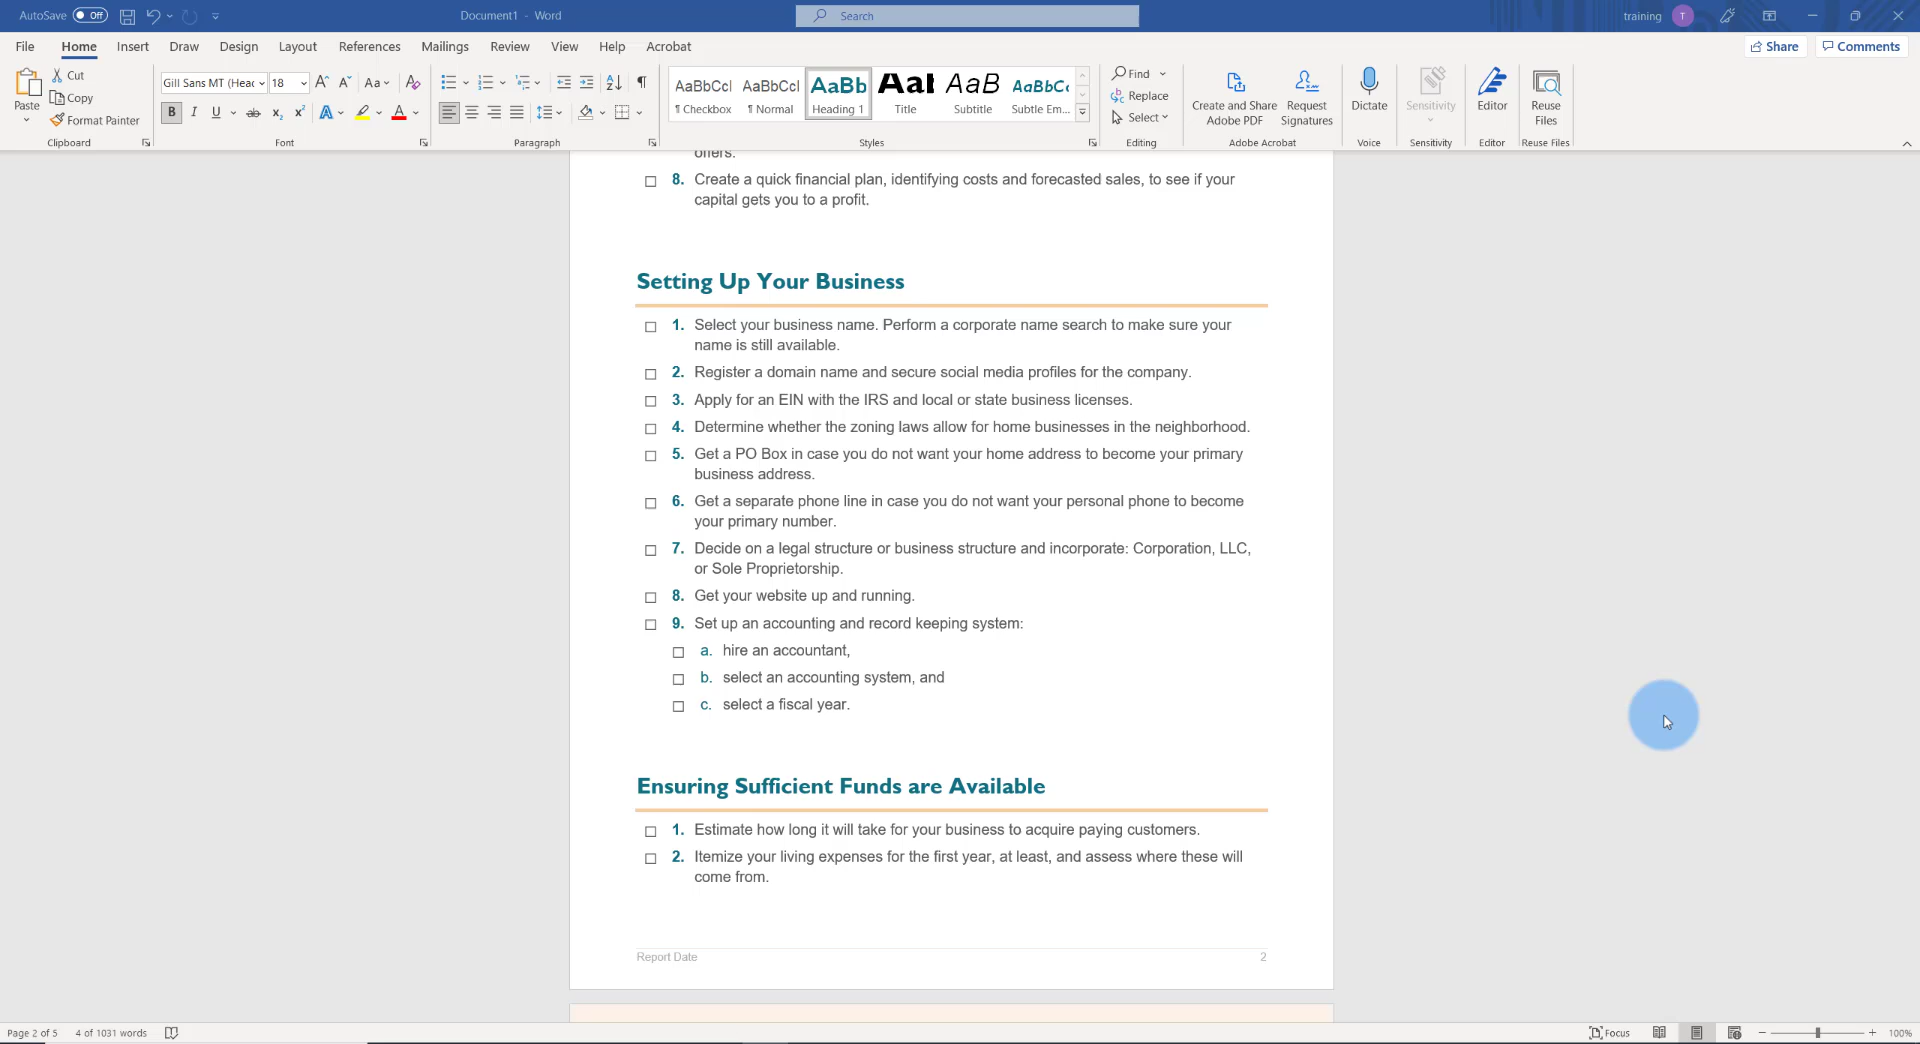 AutoSave Off
Document1 - Word
Search
training T
File Home Insert Draw Design Layout References Mailings Review View Help Acrobat
Share Comments
Paste
Cut
Copy
Format Painter
Clipboard
Gill Sans MT (Head 18
Font
Paragraph
AaBbCcI AaBbCcI AaBb AaI AaB AaBbCc
¶ Checkbox ¶ Normal Heading 1 Title Subtitle Subtle Em...
Styles
Find
Replace
Select
Editing
Create and Share
Adobe PDF
Request
Signatures
Adobe Acrobat
Dictate
Voice
Sensitivity
Sensitivity
Editor
Editor
Reuse
Files
Reuse Files
offers.
8. Create a quick financial plan, identifying costs and forecasted sales, to see if your
capital gets you to a profit.
Setting Up Your Business
1. Select your business name. Perform a corporate name search to make sure your
name is still available.
2. Register a domain name and secure social media profiles for the company.
3. Apply for an EIN with the IRS and local or state business licenses.
4. Determine whether the zoning laws allow for home businesses in the neighborhood.
5. Get a PO Box in case you do not want your home address to become your primary
business address.
6. Get a separate phone line in case you do not want your personal phone to become
your primary number.
7. Decide on a legal structure or business structure and incorporate: Corporation, LLC,
or Sole Proprietorship.
8. Get your website up and running.
9. Set up an accounting and record keeping system:
a. hire an accountant,
b. select an accounting system, and
c. select a fiscal year.
Ensuring Sufficient Funds are Available
1. Estimate how long it will take for your business to acquire paying customers.
2. Itemize your living expenses for the first year, at least, and assess where these will
come from.
Report Date 2
Page 2 of 5 4 of 1031 words
Focus
100%